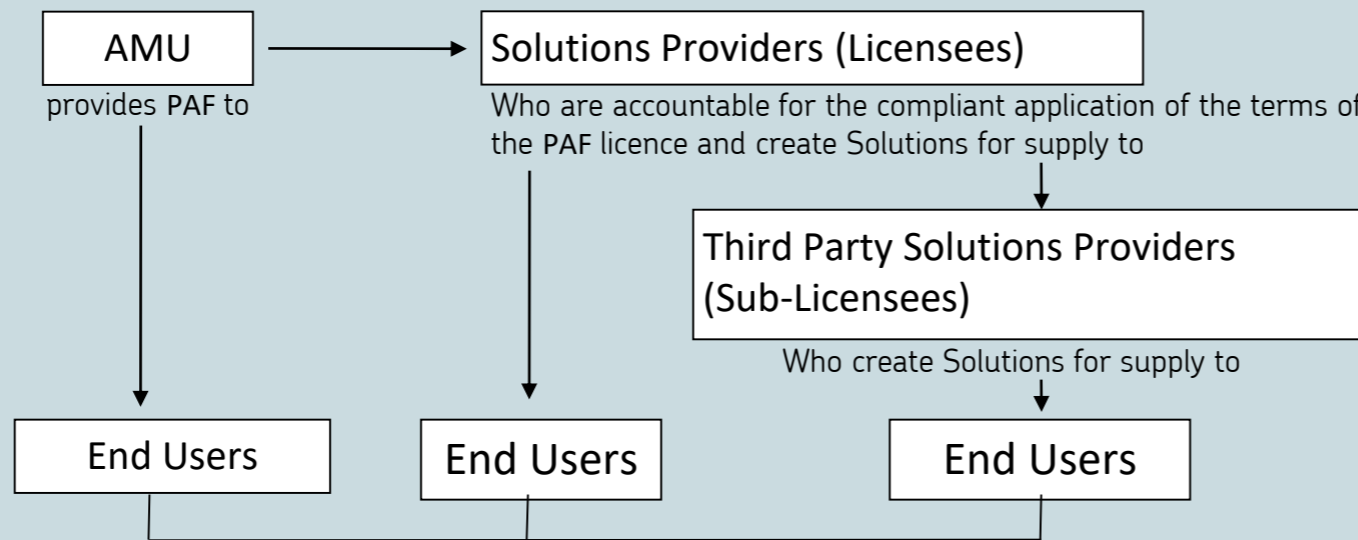 AMU
Solutions Providers (Licensees)
provides PAF to
Who are accountable for the compliant application of the terms of
the PAF licence and create Solutions for supply to
Third Party Solutions Providers
(Sub-Licensees)
Who create Solutions for supply to
End Users
End Users
End Users